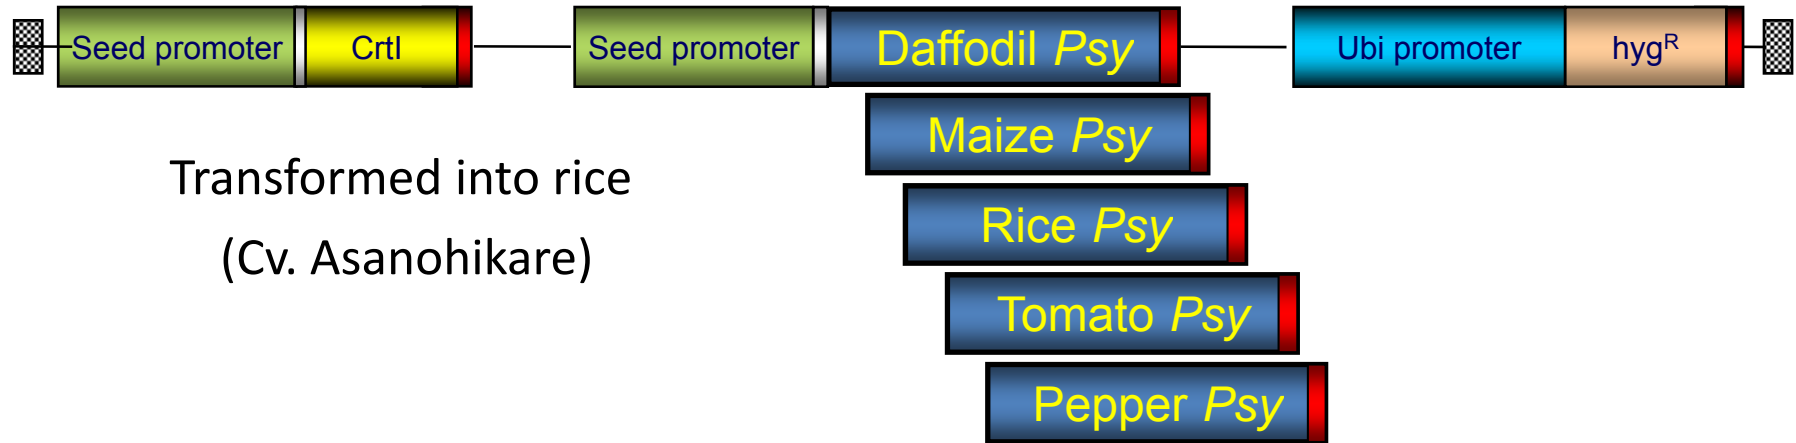 Seed promoter CrtI Seed promoter Daffodil Psy Ubi promoter hygR
Maize Psy
Transformed into rice
Rice Psy
(Cv. Asanohikare)
Tomato Psy
Pepper Psy